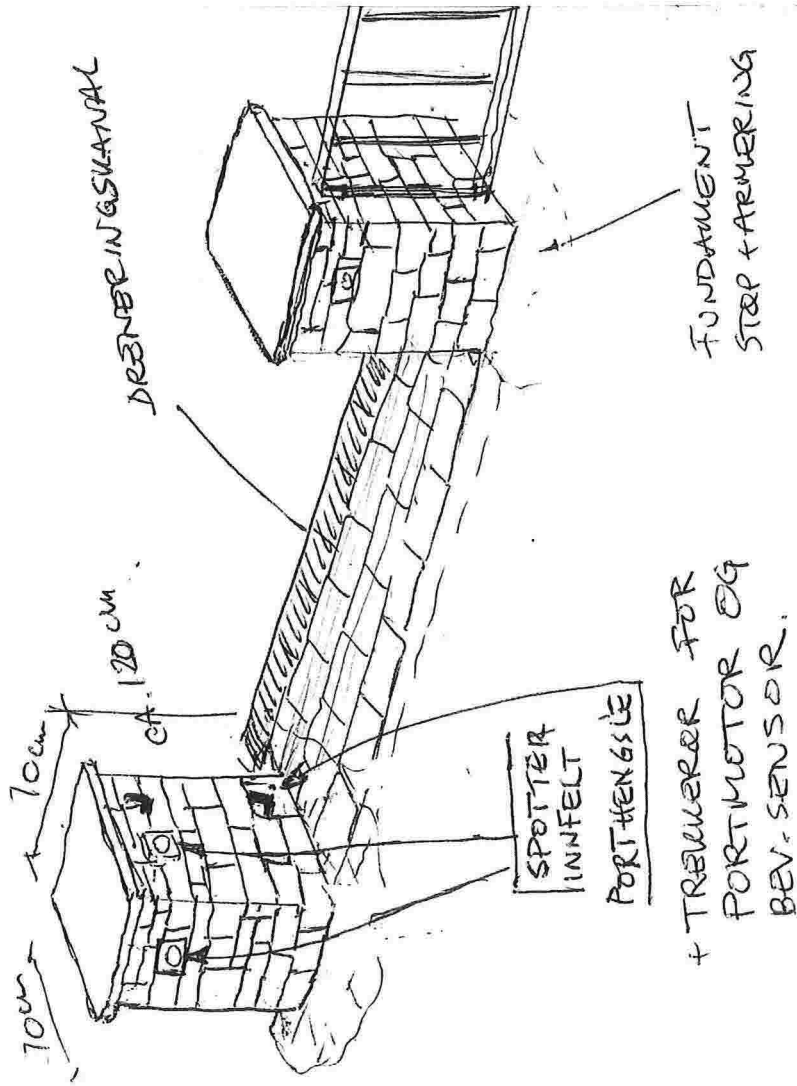 70cm
70cm
CA. 120 cm
DRENERINGSKANAL
SPOTTER
INNFELT
PORTHENGSLE
FUNDAMENT
STØP + ARMERING
+ TREKKERØR FOR
PORTMOTOR OG
BEV. SENSOR.